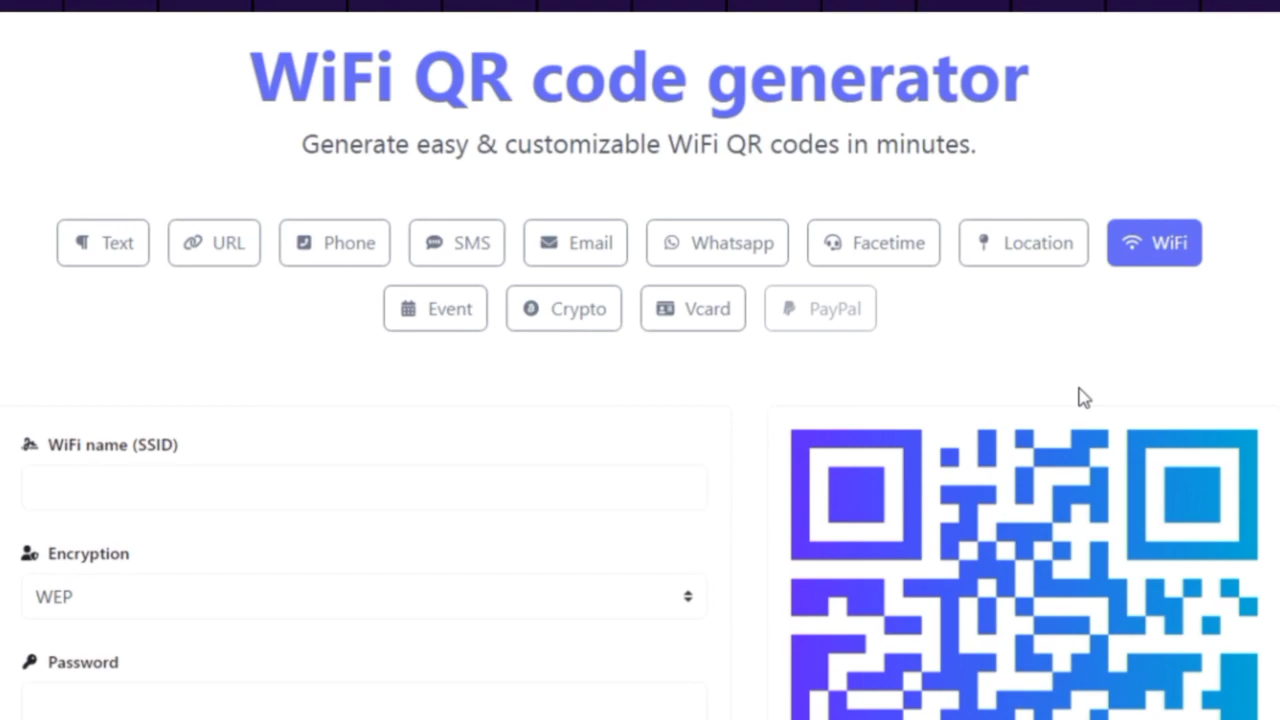 WiFi QR code generator
Generate easy & customizable WiFi QR codes in minutes.
Text URL Phone SMS Email Whatsapp Facetime Location WiFi
Event Crypto Vcard PayPal
WiFi name (SSID)
Encryption
WEP
Password